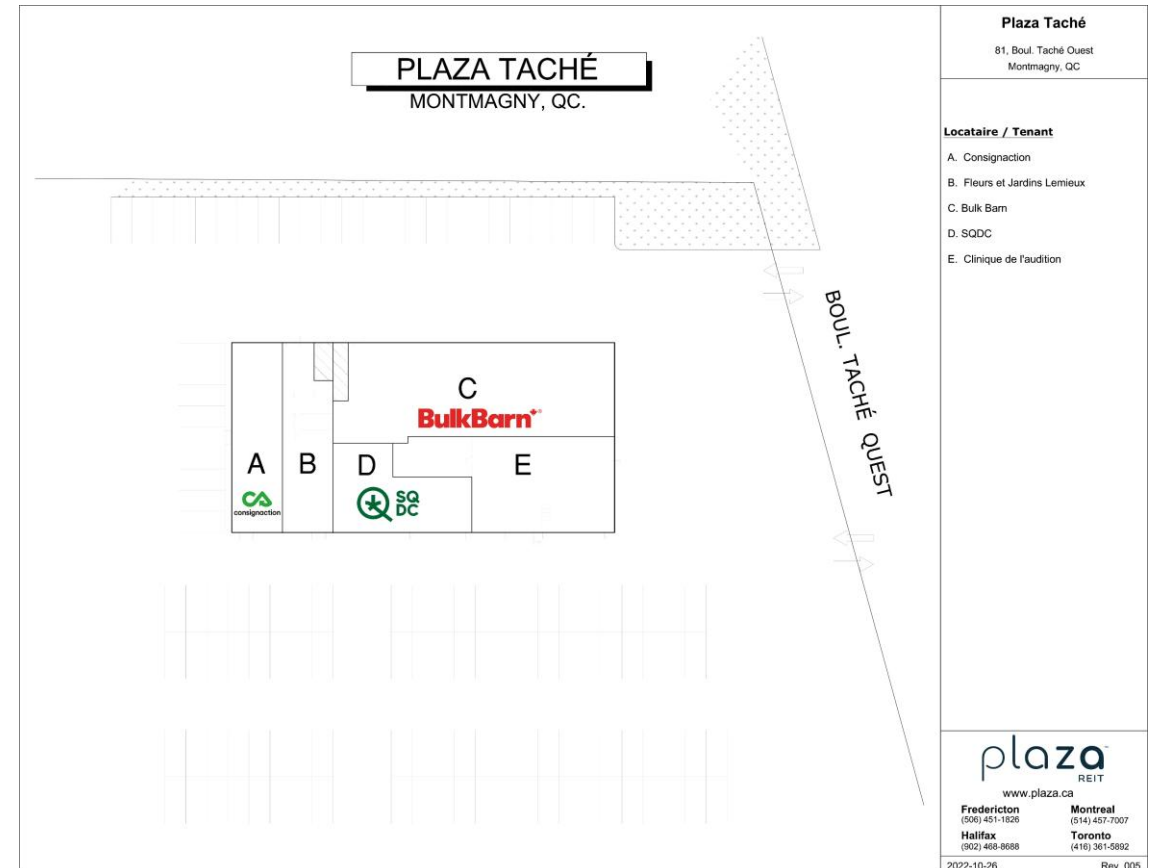 PLAZA TACHÉ
MONTMAGNY, QC.
BOUL. TACHÉ QUEST
C
BulkBarn
A
B
D
E
consignaction
SQ
DC
Plaza Taché
81, Boul. Taché Ouest
Montmagny, QC
Locataire / Tenant
A. Consignaction
B. Fleurs et Jardins Lemieux
C. Bulk Barn
D. SQDC
E. Clinique de l'audition
plaza
REIT
www.plaza.ca
Fredericton Montreal
(506) 451-1826 (514) 457-7007
Halifax Toronto
(902) 468-8688 (416) 361-5892
2022-10-26 Rev. 005